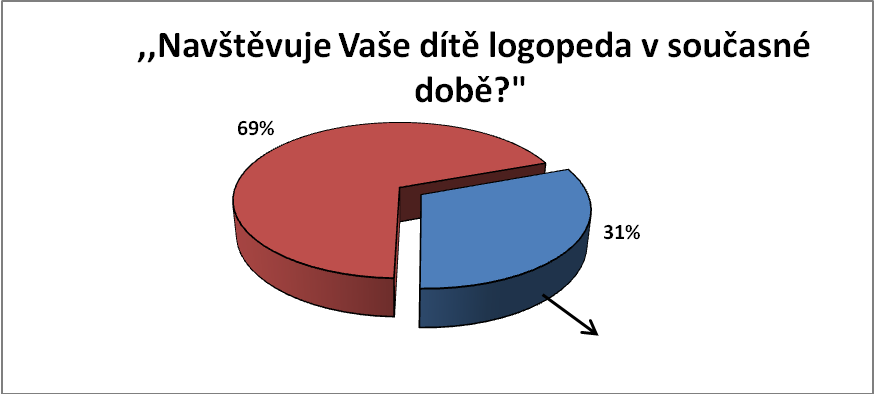 ,,Navštěvuje Vaše dítě logopeda v současné
době?"
69%
31%